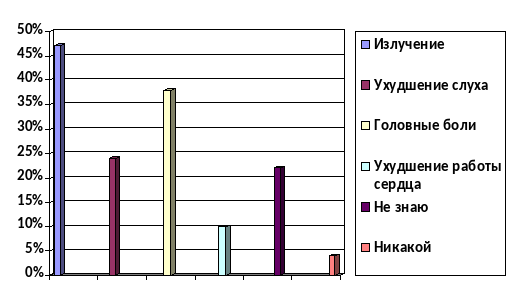 50%
45%
40%
35%
30%
25%
20%
15%
10%
5%
0%
Излучение
Ухудшение слуха
Головные боли
Ухудшение работы
сердца
Не знаю
Никакой